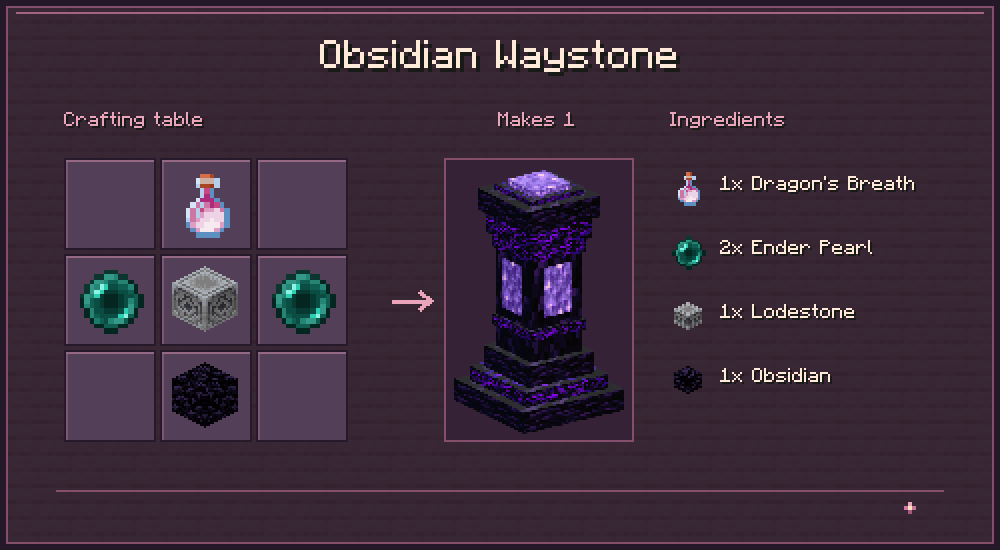 Obsidian Waystone
Crafting table
Makes 1
Ingredients
1x Dragon's Breath
2x Ender Pearl
1x Lodestone
1x Obsidian